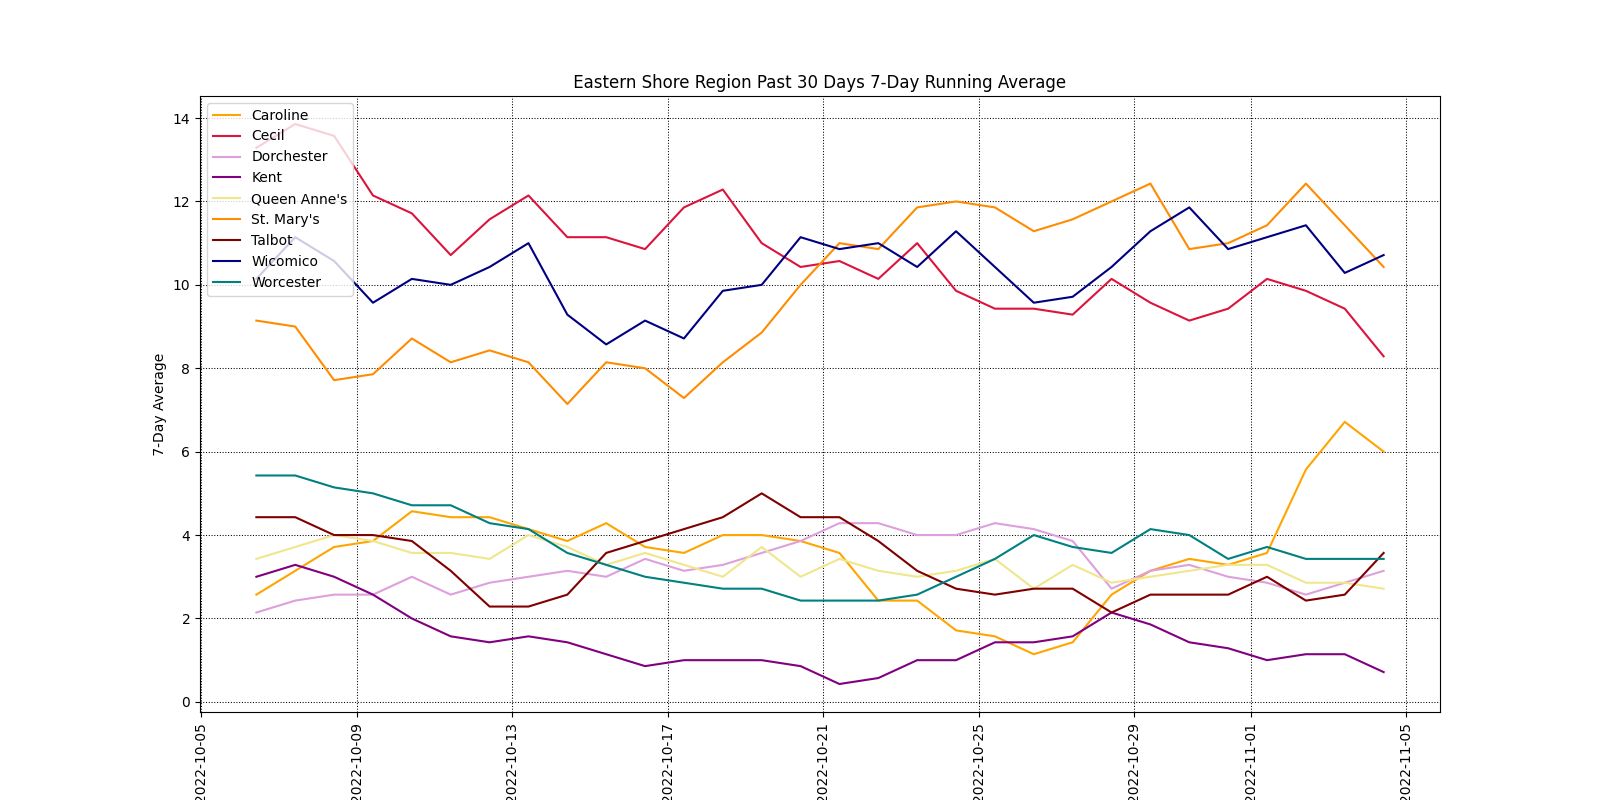 Eastern Shore Region Past 30 Days 7-Day Running Average
14
12
10
8
6
4
2
0
7-Day Average
Caroline
Cecil
Dorchester
Kent
Queen Anne's
St. Mary's
Talbot
Wicomico
Worcester
2022-10-05
2022-10-09
2022-10-13
2022-10-17
2022-10-21
2022-10-25
2022-10-29
2022-11-01
2022-11-05